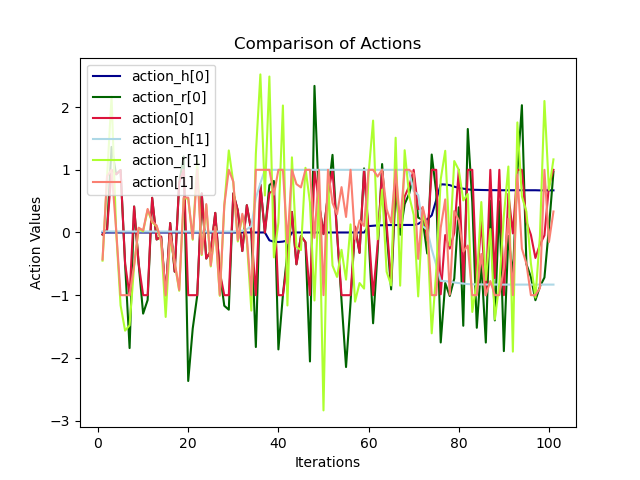 Comparison of Actions
action_h[0]
action_r[0]
action[0]
action_h[1]
action_r[1]
action[1]
Action Values
2
1
0
−1
−2
−3
0 20 40 60 80 100
Iterations